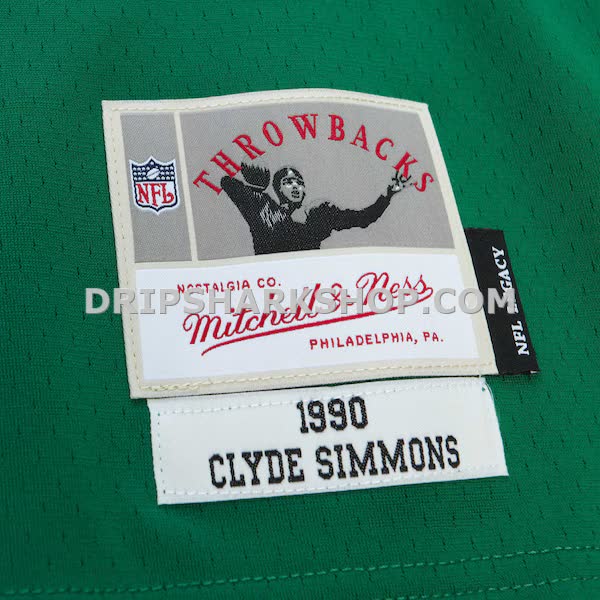 THROWBACKS
NFL
NOSTALGIA CO.
Mitchell & Ness
PHILADELPHIA, PA.
NFL LEGACY
DRIPSHARKSHOP.COM
1990
CLYDE SIMMONS